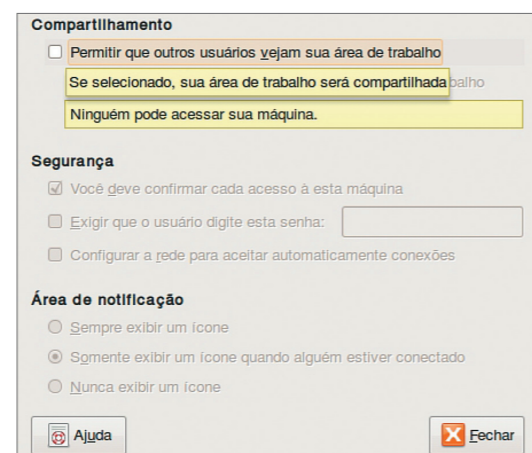 Compartilhamento
Permitir que outros usuários vejam sua área de trabalho
Se selecionado, sua área de trabalho será compartilhada balho
Ninguém pode acessar sua máquina.
Segurança
Você deve confirmar cada acesso à esta máquina
Exigir que o usuário digite esta senha:
Configurar a rede para aceitar automaticamente conexões
Área de notificação
Sempre exibir um ícone
Somente exibir um ícone quando alguém estiver conectado
Nunca exibir um ícone
Ajuda
Fechar